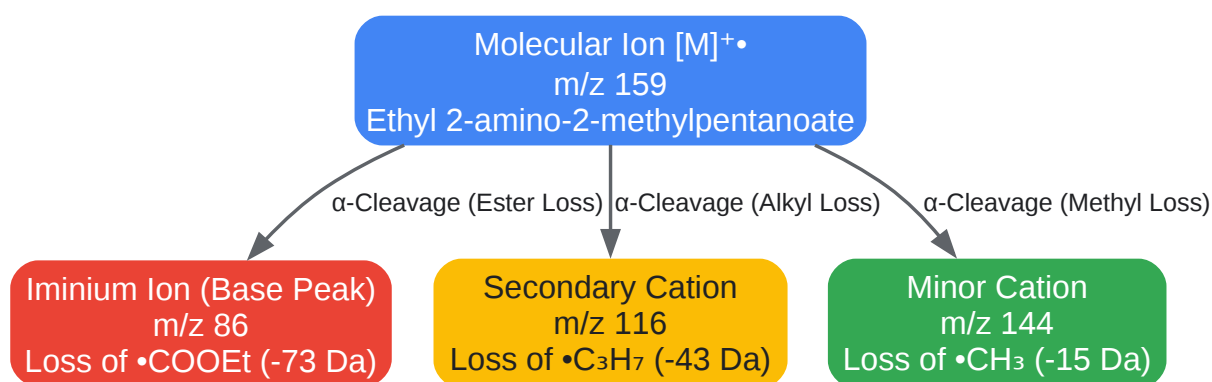 Molecular Ion [M]⁺•
m/z 159
Ethyl 2-amino-2-methylpentanoate
α-Cleavage (Ester Loss)
α-Cleavage (Alkyl Loss)
α-Cleavage (Methyl Loss)
Iminium Ion (Base Peak)
m/z 86
Loss of •COOEt (-73 Da)
Secondary Cation
m/z 116
Loss of •C₃H₇ (-43 Da)
Minor Cation
m/z 144
Loss of •CH₃ (-15 Da)